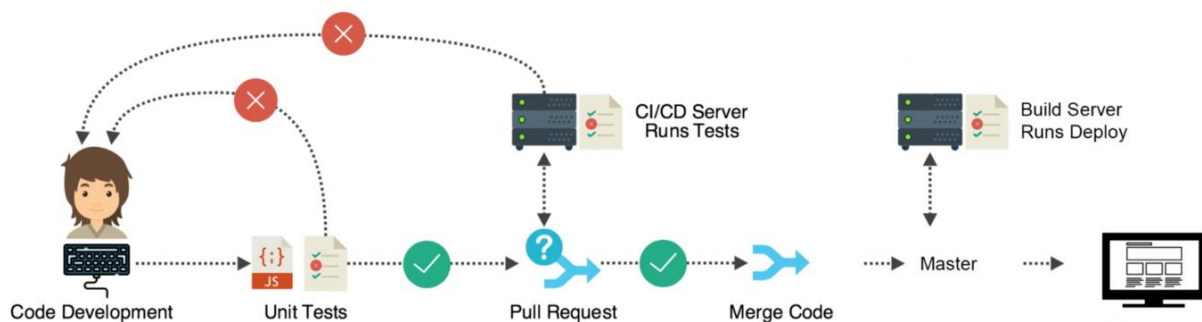 CI/CD Server
Runs Tests
Build Server
Runs Deploy
{;}
JS
?
Master
Code Development
Unit Tests
Pull Request
Merge Code